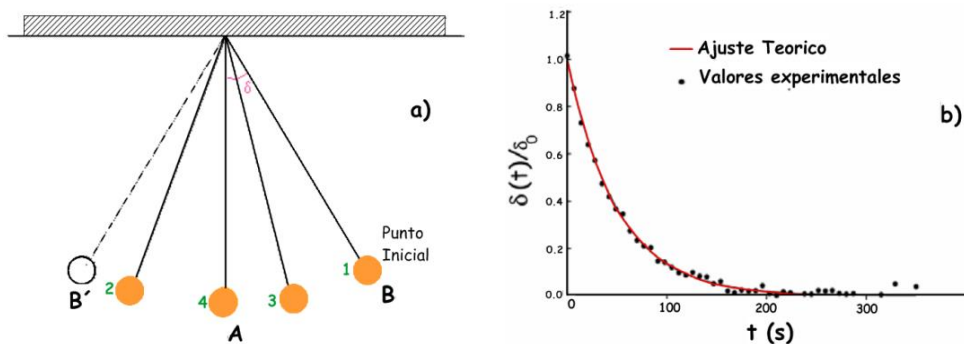 δ
a)
Punto
Inicial
1
B
B´
2
4
3
A
b)
Ajuste Teorico
Valores experimentales
δ(t)/δ0
1.2
1.0
0.8
0.6
0.4
0.2
0.0
0
100
200
300
t (s)